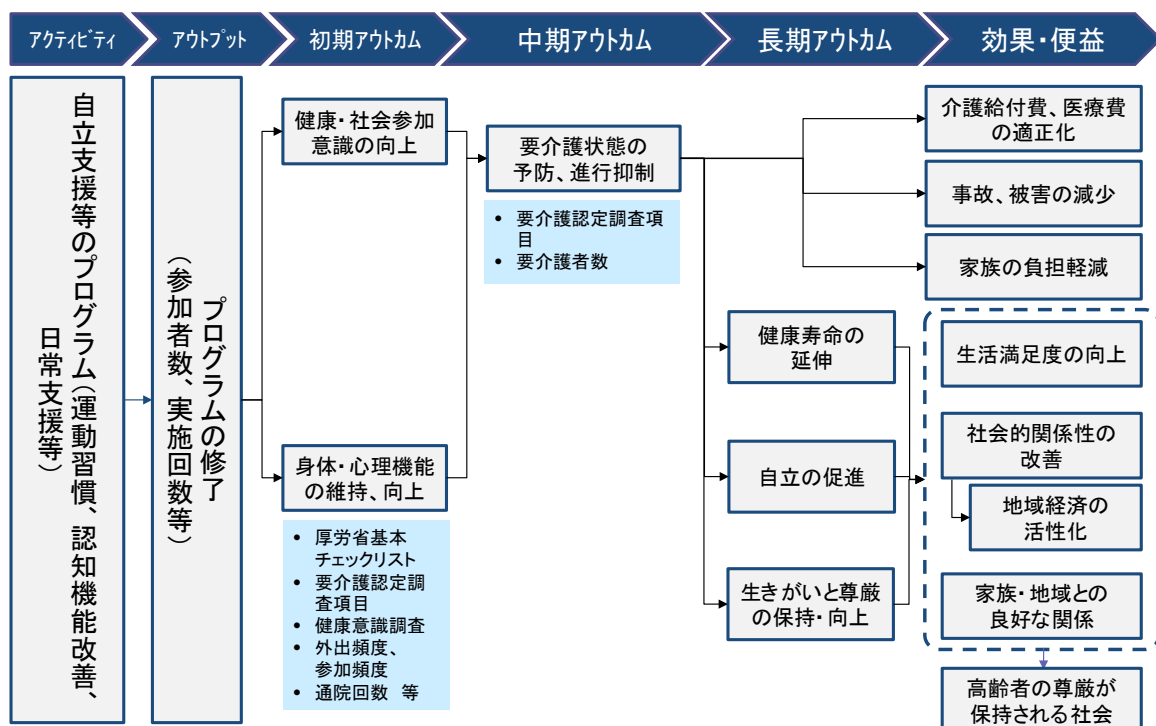 アクティビティ
アウトプット
初期アウトカム
中期アウトカム
長期アウトカム
効果・便益
自立支援等のプログラム(運動習慣、認知機能改善、
日常支援等)
プログラムの修了
(参加者数、実施回数等)
健康・社会参加
意識の向上
身体・心理機能
の維持、向上
• 厚労省基本
チェックリスト
• 要介護認定調
査項目
• 健康意識調査
• 外出頻度、
参加頻度
• 通院回数 等
要介護状態の
予防、進行抑制
• 要介護認定調査項
目
• 要介護者数
健康寿命の
延伸
自立の促進
生きがいと尊厳
の保持・向上
介護給付費、医療費
の適正化
事故、被害の減少
家族の負担軽減
生活満足度の向上
社会的関係性の
改善
地域経済の
活性化
家族・地域との
良好な関係
高齢者の尊厳が
保持される社会